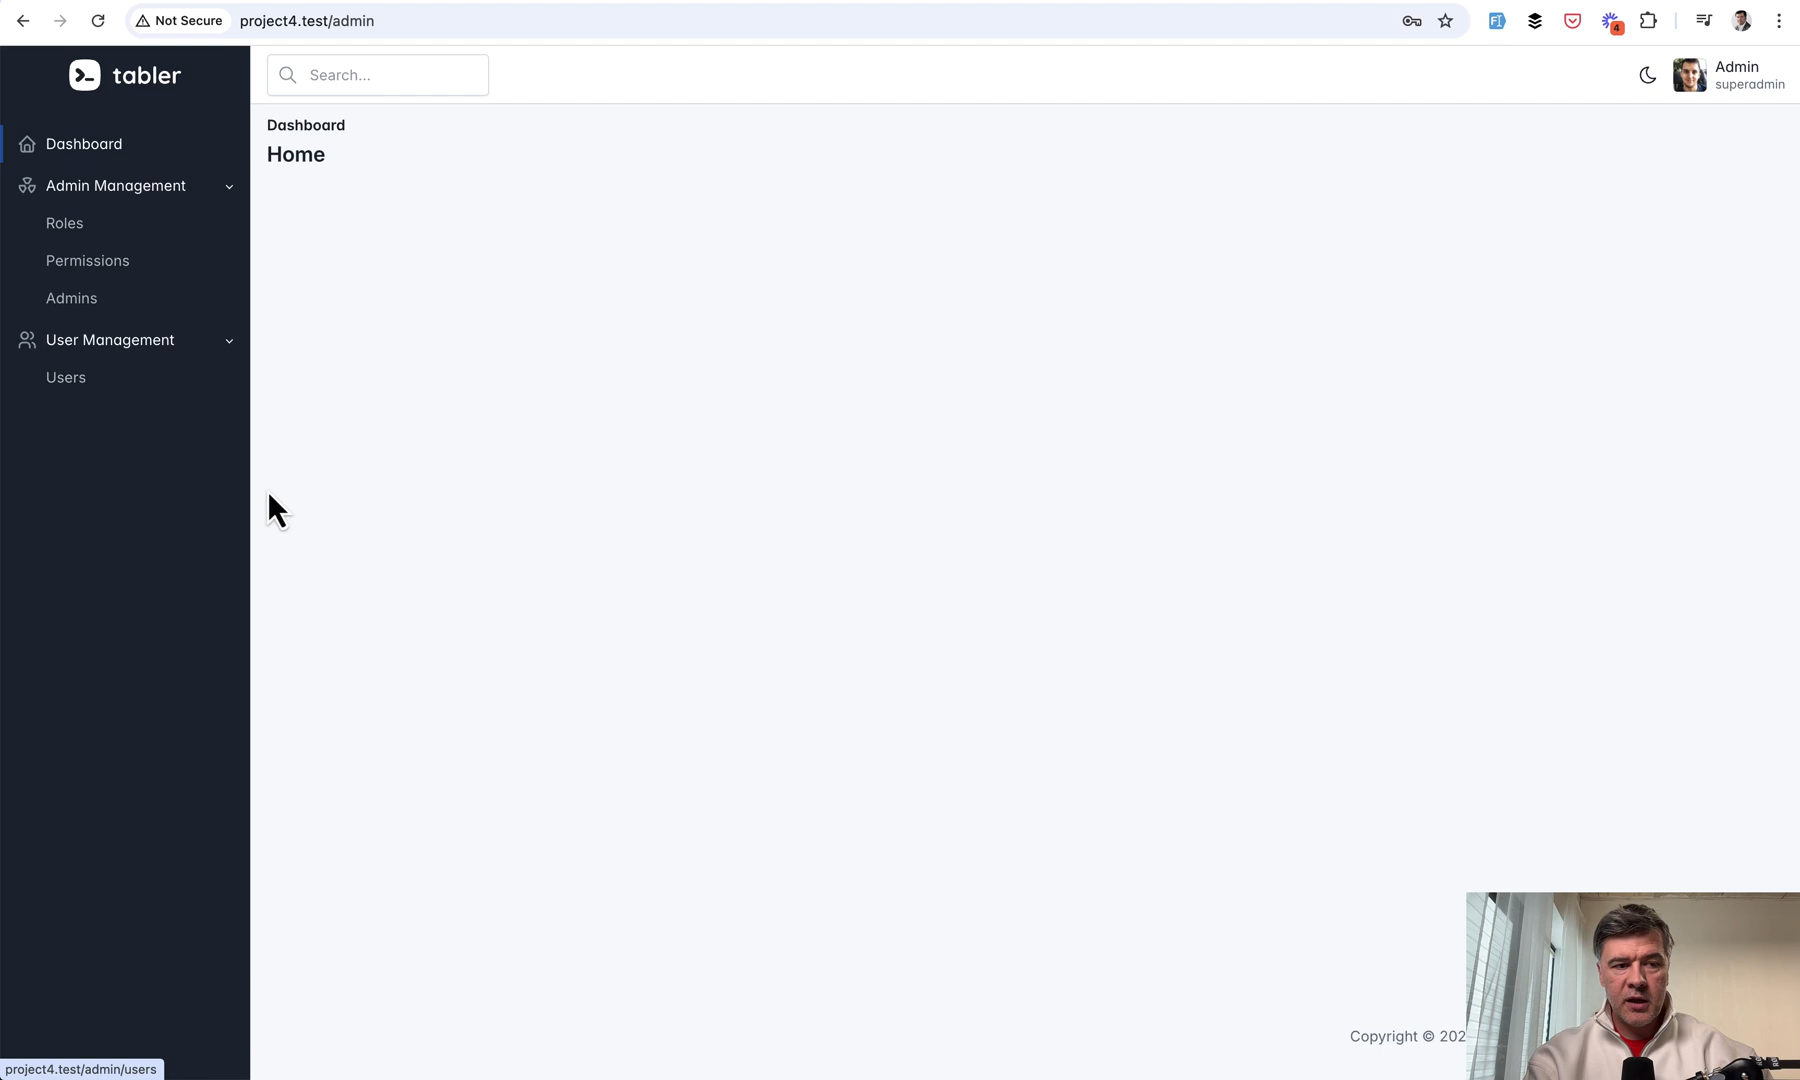 Not Secure
project4.test/admin
4
tabler
Search...
Admin
superadmin
Dashboard
Admin Management
Roles
Permissions
Admins
User Management
Users
Dashboard
Home
Copyright © 202
project4.test/admin/users